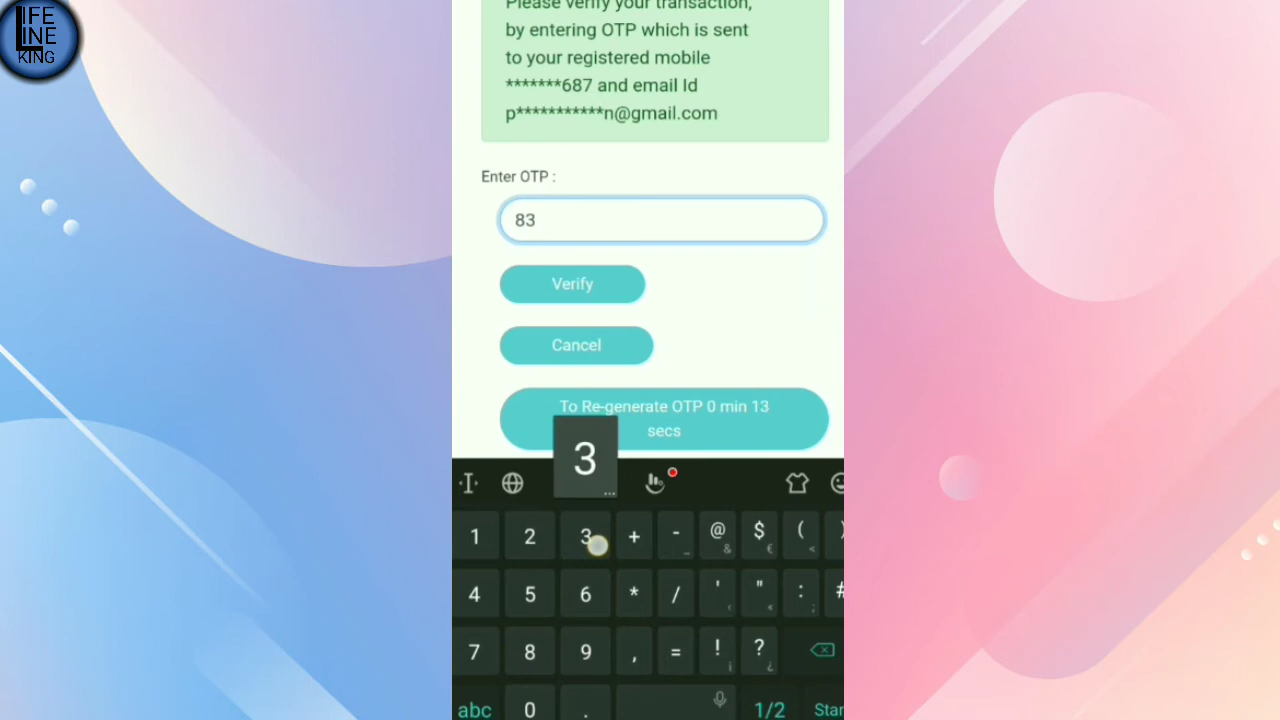 LIFE
LINE
KING
Please verify your transaction,
by entering OTP which is sent
to your registered mobile
*******687 and email Id
p***********n@gmail.com
Enter OTP :
83
Verify
Cancel
To Re-generate OTP 0 min 13
secs
3
...
1 2 3 + - _ @ & $ € ( < )
4 5 6 * / ' ‹ " « : ; #
7 8 9 , = ! ¡ ? ¿
abc 0 . 1/2 Star